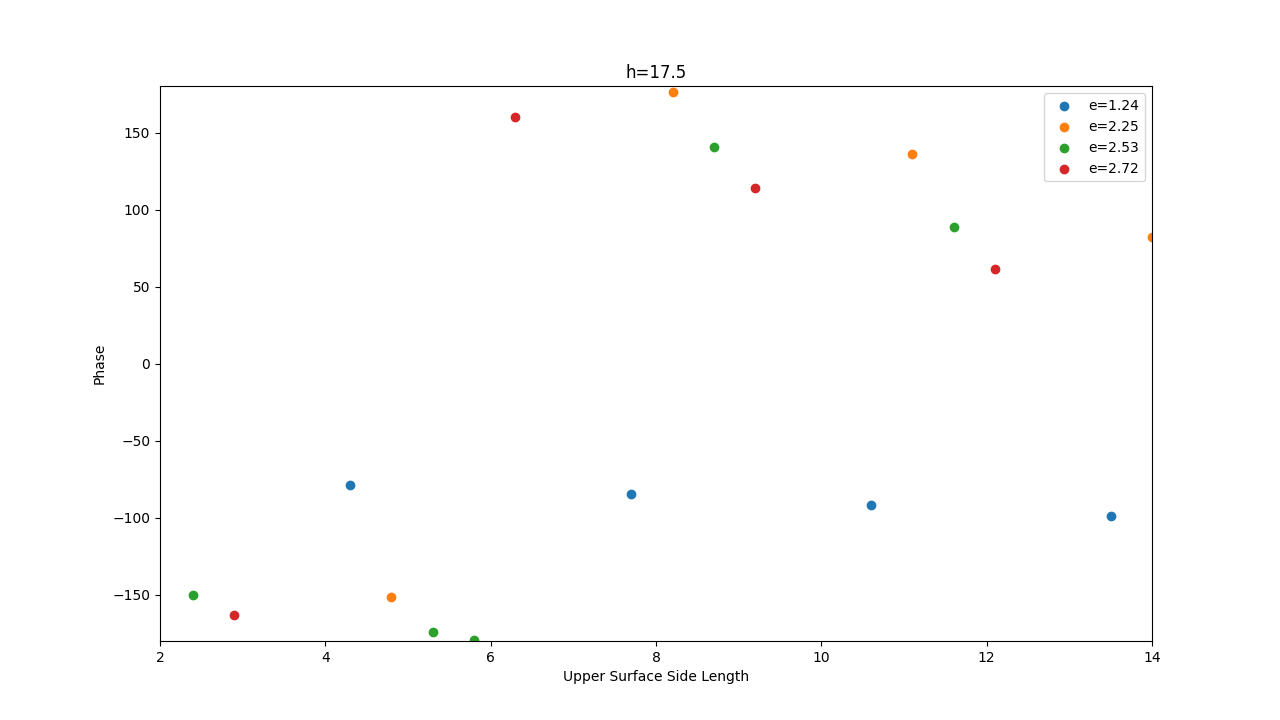 h=17.5
e=1.24
e=2.25
e=2.53
e=2.72
150
100
50
0
−50
−100
−150
Phase
2 4 6 8 10 12 14
Upper Surface Side Length